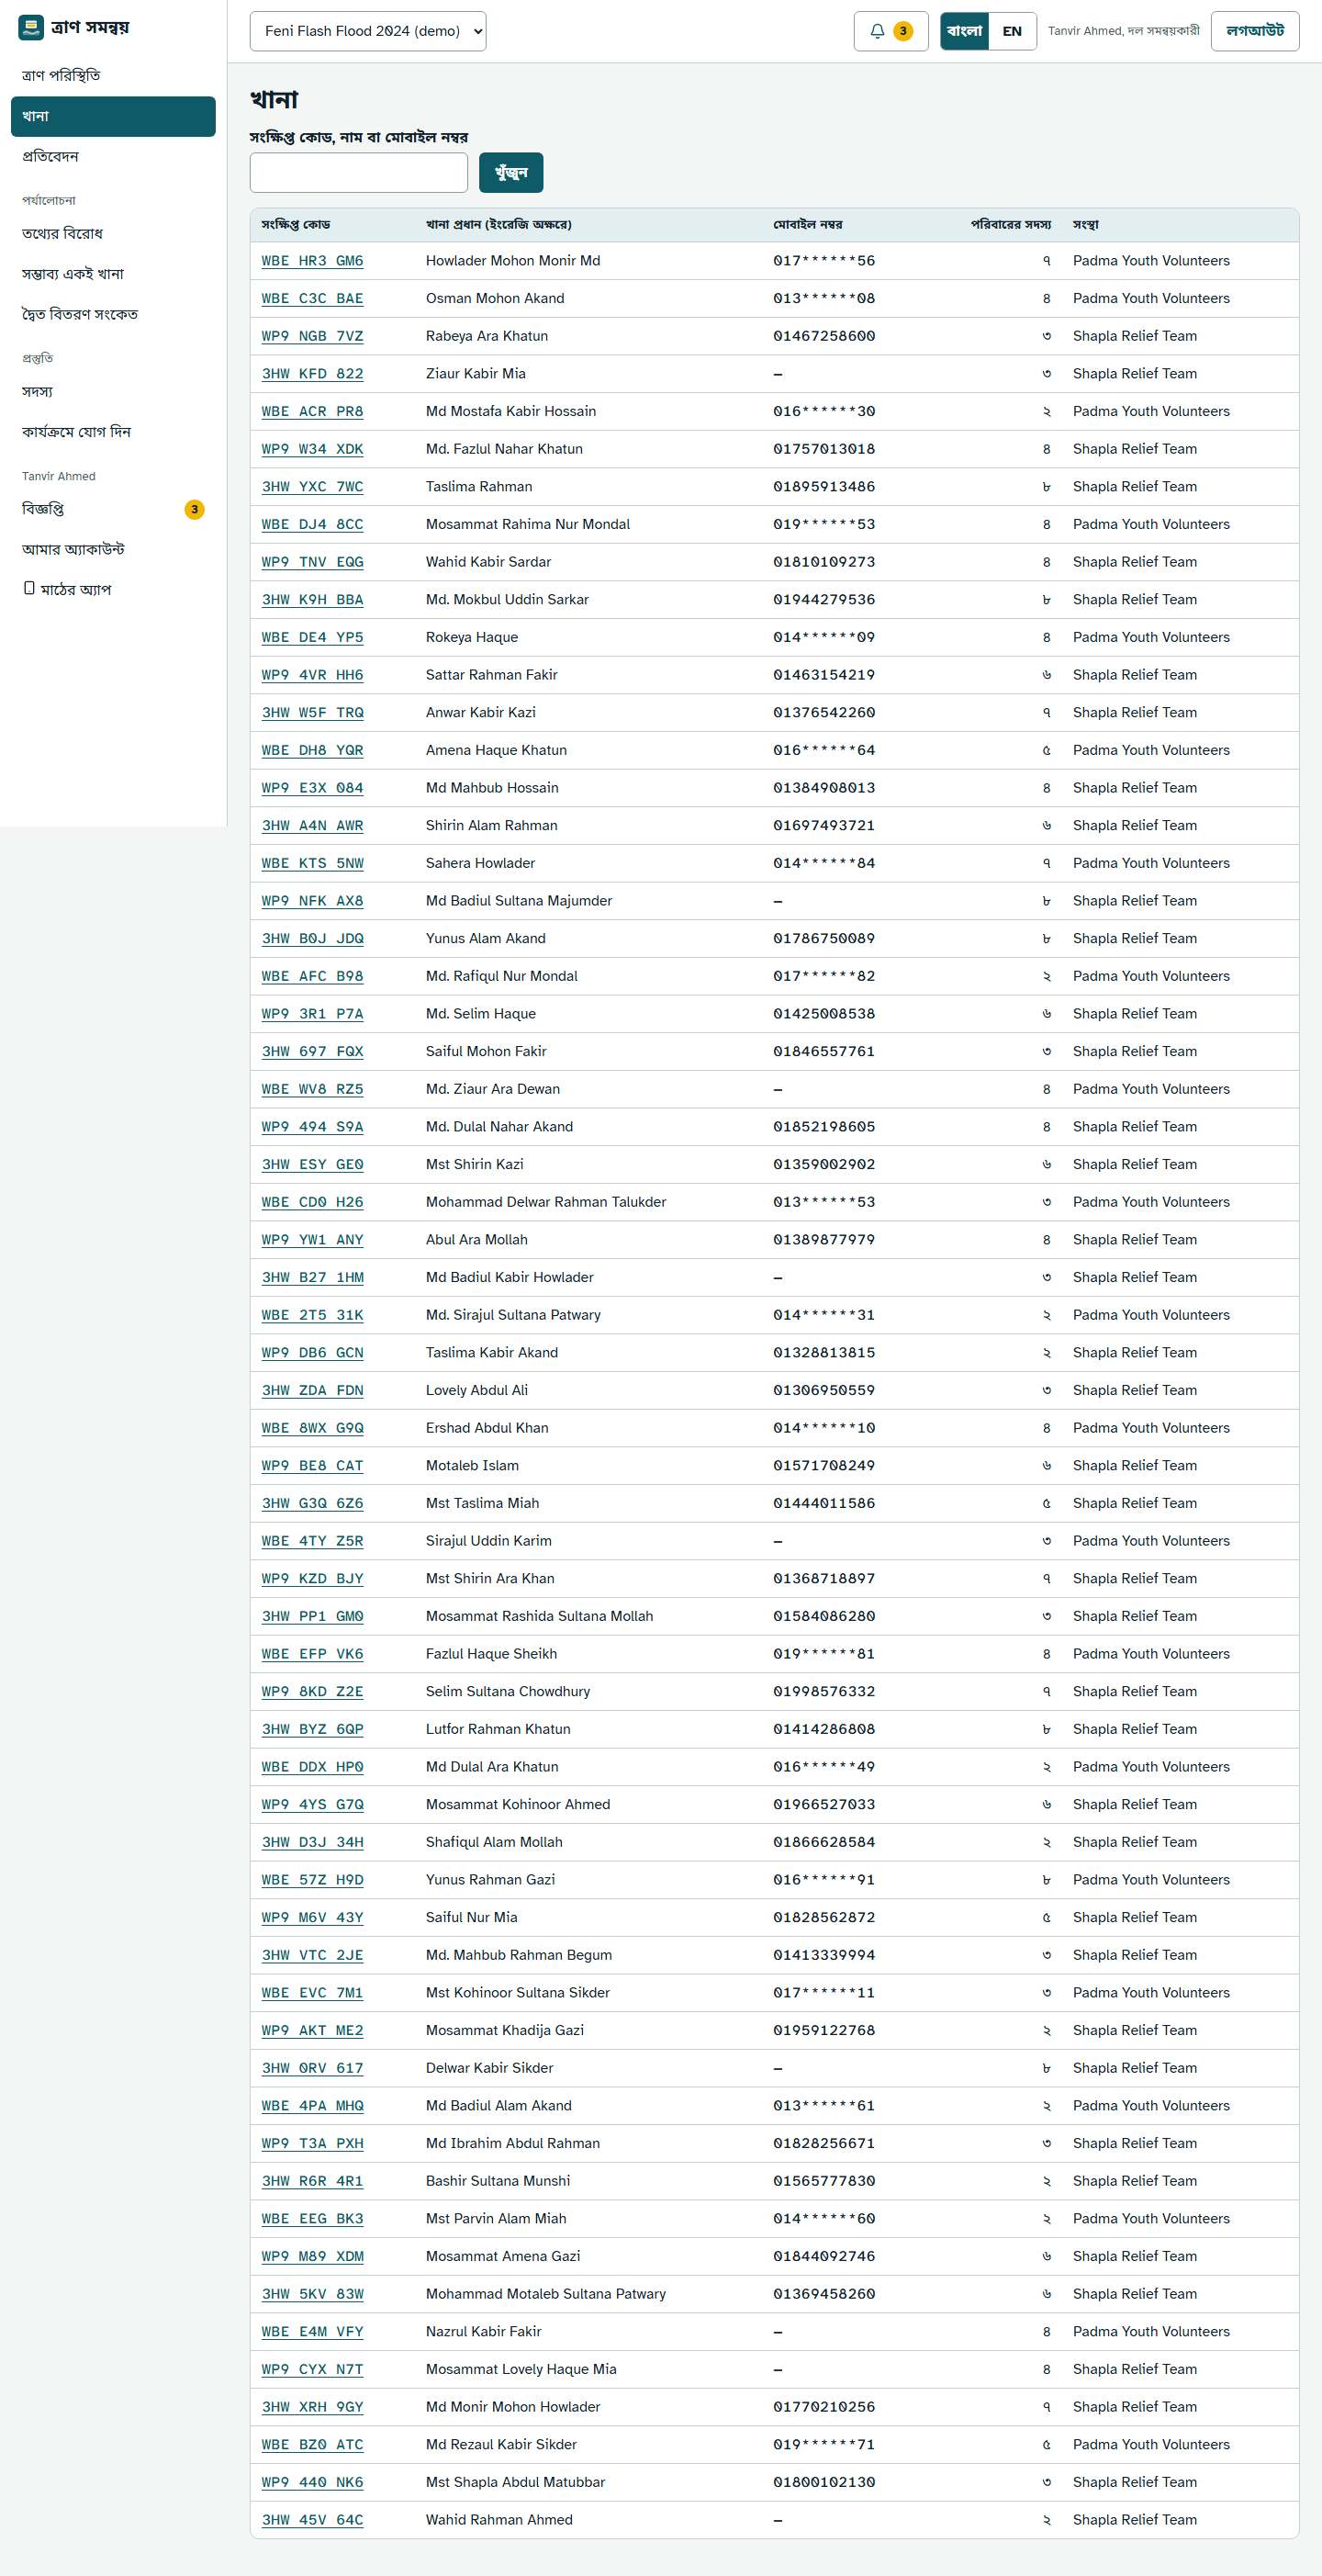 ত্রাণ সমন্বয়
ত্রাণ পরিস্থিতি
খানা
প্রতিবেদন
পর্যালোচনা
তথ্যের বিরোধ
সম্ভাব্য একই খানা
দ্বৈত বিতরণ সংকেত
প্রস্তুতি
সদস্য
কার্যক্রমে যোগ দিন
Tanvir Ahmed
বিজ্ঞপ্তি 3
আমার অ্যাকাউন্ট
মাঠের অ্যাপ
Feni Flash Flood 2024 (demo) 3 বাংলা EN Tanvir Ahmed, দল সমন্বয়কারী লগআউট
খানা
সংক্ষিপ্ত কোড, নাম বা মোবাইল নম্বর
খুঁজুন
সংক্ষিপ্ত কোড খানা প্রধান (ইংরেজি অক্ষরে) মোবাইল নম্বর পরিবারের সদস্য সংস্থা
WBE HR3 GM6 Howlader Mohon Monir Md 017******56 ৭ Padma Youth Volunteers
WBE C3C BAE Osman Mohon Akand 013******08 ৪ Padma Youth Volunteers
WP9 NGB 7VZ Rabeya Ara Khatun 01467258600 ৩ Shapla Relief Team
3HW KFD 822 Ziaur Kabir Mia – ৩ Shapla Relief Team
WBE ACR PR8 Md Mostafa Kabir Hossain 016******30 ২ Padma Youth Volunteers
WP9 W34 XDK Md. Fazlul Nahar Khatun 01757013018 ৪ Shapla Relief Team
3HW YXC 7WC Taslima Rahman 01895913486 ৮ Shapla Relief Team
WBE DJ4 8CC Mosammat Rahima Nur Mondal 019******53 ৪ Padma Youth Volunteers
WP9 TNV EQG Wahid Kabir Sardar 01810109273 ৪ Shapla Relief Team
3HW K9H BBA Md. Mokbul Uddin Sarkar 01944279536 ৮ Shapla Relief Team
WBE DE4 YP5 Rokeya Haque 014******09 ৪ Padma Youth Volunteers
WP9 4VR HH6 Sattar Rahman Fakir 01463154219 ৬ Shapla Relief Team
3HW W5F TRQ Anwar Kabir Kazi 01376542260 ৭ Shapla Relief Team
WBE DH8 YQR Amena Haque Khatun 016******64 ৫ Padma Youth Volunteers
WP9 E3X 084 Md Mahbub Hossain 01384908013 ৪ Shapla Relief Team
3HW A4N AWR Shirin Alam Rahman 01697493721 ৬ Shapla Relief Team
WBE KTS 5NW Sahera Howlader 014******84 ৭ Padma Youth Volunteers
WP9 NFK AX8 Md Badiul Sultana Majumder – ৮ Shapla Relief Team
3HW B0J JDQ Yunus Alam Akand 01786750089 ৮ Shapla Relief Team
WBE AFC B98 Md. Rafiqul Nur Mondal 017******82 ২ Padma Youth Volunteers
WP9 3R1 P7A Md. Selim Haque 01425008538 ৬ Shapla Relief Team
3HW 697 FQX Saiful Mohon Fakir 01846557761 ৩ Shapla Relief Team
WBE WV8 RZ5 Md. Ziaur Ara Dewan – ৪ Padma Youth Volunteers
WP9 494 S9A Md. Dulal Nahar Akand 01852198605 ৪ Shapla Relief Team
3HW ESY GE0 Mst Shirin Kazi 01359002902 ৬ Shapla Relief Team
WBE CD0 H26 Mohammad Delwar Rahman Talukder 013******53 ৩ Padma Youth Volunteers
WP9 YW1 ANY Abul Ara Mollah 01389877979 ৪ Shapla Relief Team
3HW B27 1HM Md Badiul Kabir Howlader – ৩ Shapla Relief Team
WBE 2T5 31K Md. Sirajul Sultana Patwary 014******31 ২ Padma Youth Volunteers
WP9 DB6 GCN Taslima Kabir Akand 01328813815 ২ Shapla Relief Team
3HW ZDA FDN Lovely Abdul Ali 01306950559 ৩ Shapla Relief Team
WBE 8WX G9Q Ershad Abdul Khan 014******10 ৪ Padma Youth Volunteers
WP9 BE8 CAT Motaleb Islam 01571708249 ৬ Shapla Relief Team
3HW G3Q 6Z6 Mst Taslima Miah 01444011586 ৫ Shapla Relief Team
WBE 4TY Z5R Sirajul Uddin Karim – ৩ Padma Youth Volunteers
WP9 KZD BJY Mst Shirin Ara Khan 01368718897 ৭ Shapla Relief Team
3HW PP1 GM0 Mosammat Rashida Sultana Mollah 01584086280 ৩ Shapla Relief Team
WBE EFP VK6 Fazlul Haque Sheikh 019******81 ৪ Padma Youth Volunteers
WP9 8KD Z2E Selim Sultana Chowdhury 01998576332 ৭ Shapla Relief Team
3HW BYZ 6QP Lutfor Rahman Khatun 01414286808 ৮ Shapla Relief Team
WBE DDX HP0 Md Dulal Ara Khatun 016******49 ২ Padma Youth Volunteers
WP9 4YS G7Q Mosammat Kohinoor Ahmed 01966527033 ৬ Shapla Relief Team
3HW D3J 34H Shafiqul Alam Mollah 01866628584 ২ Shapla Relief Team
WBE 57Z H9D Yunus Rahman Gazi 016******91 ৮ Padma Youth Volunteers
WP9 M6V 43Y Saiful Nur Mia 01828562872 ৫ Shapla Relief Team
3HW VTC 2JE Md. Mahbub Rahman Begum 01413339994 ৩ Shapla Relief Team
WBE EVC 7M1 Mst Kohinoor Sultana Sikder 017******11 ৩ Padma Youth Volunteers
WP9 AKT ME2 Mosammat Khadija Gazi 01959122768 ২ Shapla Relief Team
3HW 0RV 617 Delwar Kabir Sikder – ৮ Shapla Relief Team
WBE 4PA MHQ Md Badiul Alam Akand 013******61 ২ Padma Youth Volunteers
WP9 T3A PXH Md Ibrahim Abdul Rahman 01828256671 ৩ Shapla Relief Team
3HW R6R 4R1 Bashir Sultana Munshi 01565777830 ২ Shapla Relief Team
WBE EEG BK3 Mst Parvin Alam Miah 014******60 ২ Padma Youth Volunteers
WP9 M89 XDM Mosammat Amena Gazi 01844092746 ৬ Shapla Relief Team
3HW 5KV 83W Mohammad Motaleb Sultana Patwary 01369458260 ৬ Shapla Relief Team
WBE E4M VFY Nazrul Kabir Fakir – ৪ Padma Youth Volunteers
WP9 CYX N7T Mosammat Lovely Haque Mia – ৪ Shapla Relief Team
3HW XRH 9GY Md Monir Mohon Howlader 01770210256 ৭ Shapla Relief Team
WBE BZ0 ATC Md Rezaul Kabir Sikder 019******71 ৫ Padma Youth Volunteers
WP9 440 NK6 Mst Shapla Abdul Matubbar 01800102130 ৩ Shapla Relief Team
3HW 45V 64C Wahid Rahman Ahmed – ২ Shapla Relief Team